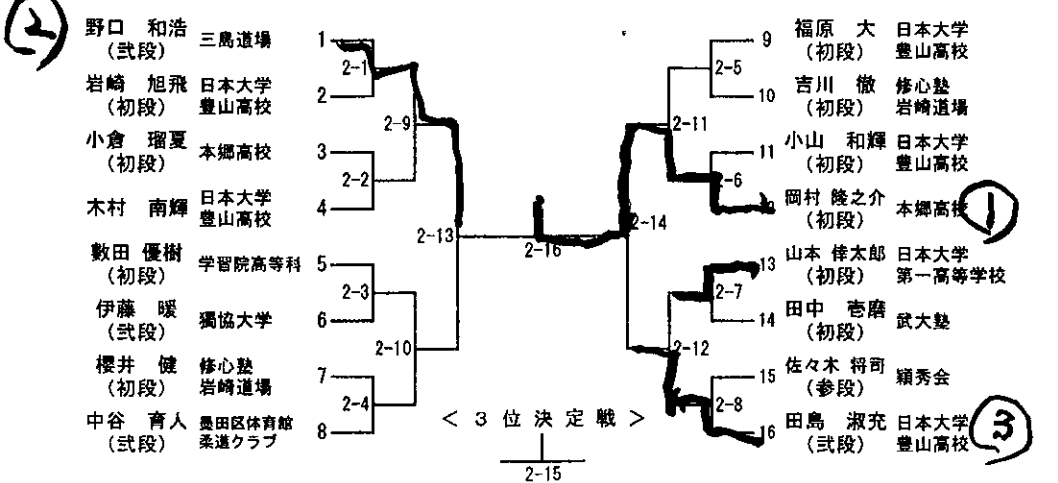 ②
野口 和浩 三島道場 1
(弐段)
岩崎 旭飛 日本大学
(初段) 豊山高校 2
小倉 瑠夏 本郷高校 3
(初段)
木村 南輝 日本大学
豊山高校 4
數田 優樹 学習院高等科 5
(初段)
伊藤 暖 獨協大学 6
(弐段)
櫻井 健 修心塾 7
(初段) 岩崎道場
中谷 育人 墨田区体育館 8
(弐段) 柔道クラブ
2-1
2-9
2-2
2-13
2-3
2-10
2-4
2-16
<3位決定戦>
2-15
2-5
2-11
2-6
2-14
2-7
2-12
2-8
9 福原 大 日本大学
(初段) 豊山高校
10 吉川 徹 修心塾
(初段) 岩崎道場
11 小山 和輝 日本大学
(初段) 豊山高校
岡村 隆之介 本郷高校 ①
(初段)
13 山本 倖太郎 日本大学
(初段) 第一高等学校
14 田中 壱磨 武大塾
(初段)
15 佐々木 将司 穎秀会
(参段)
16 田島 淑充 日本大学 ③
(弐段) 豊山高校